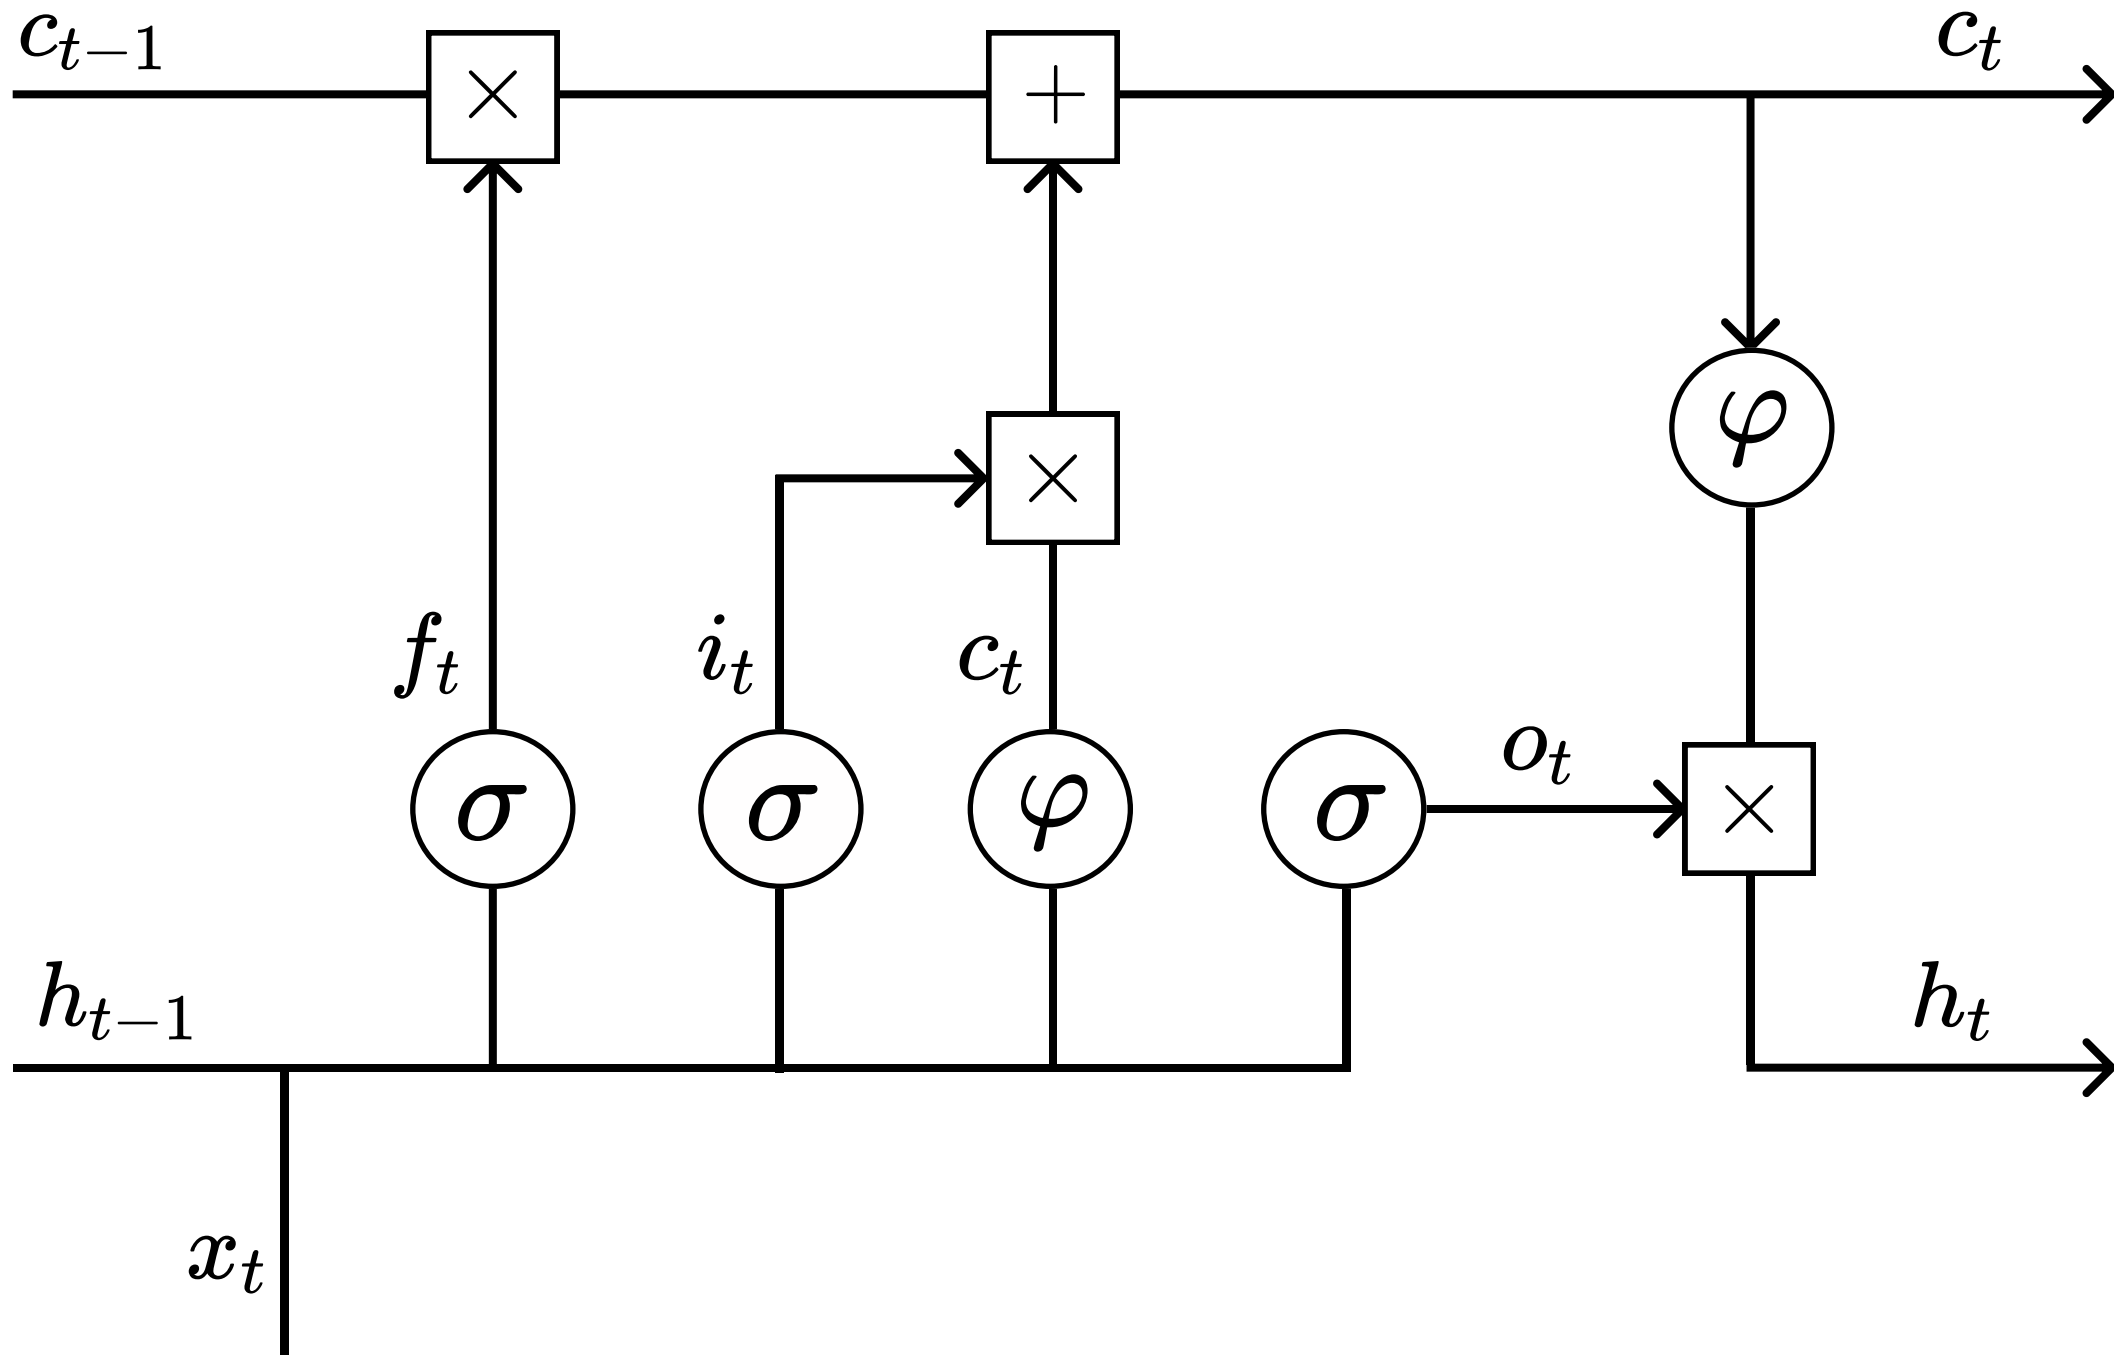 c_{t−1} c_t
× +
φ
×
f_t i_t c_t
o_t
σ σ φ σ ×
h_{t−1} h_t
x_t